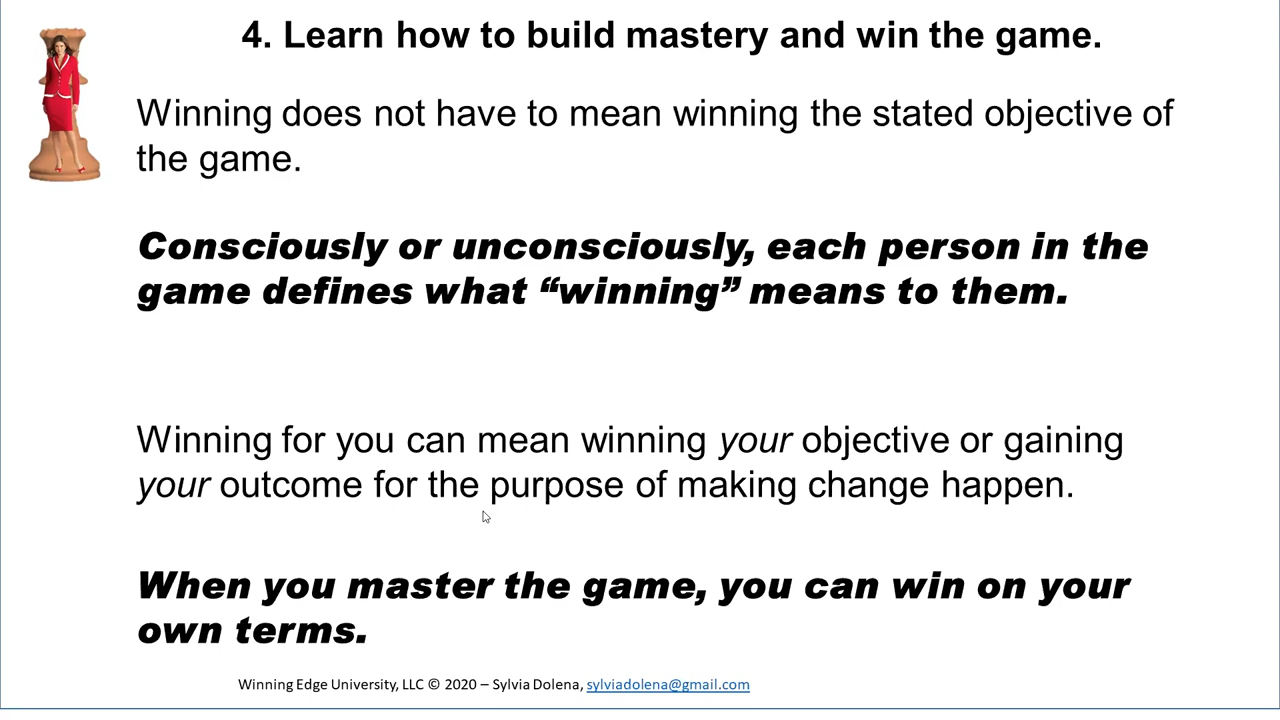 4. Learn how to build mastery and win the game.
Winning does not have to mean winning the stated objective of
the game.
Consciously or unconsciously, each person in the
game defines what “winning” means to them.
Winning for you can mean winning your objective or gaining
your outcome for the purpose of making change happen.
When you master the game, you can win on your
own terms.
Winning Edge University, LLC © 2020 – Sylvia Dolena, sylviadolena@gmail.com